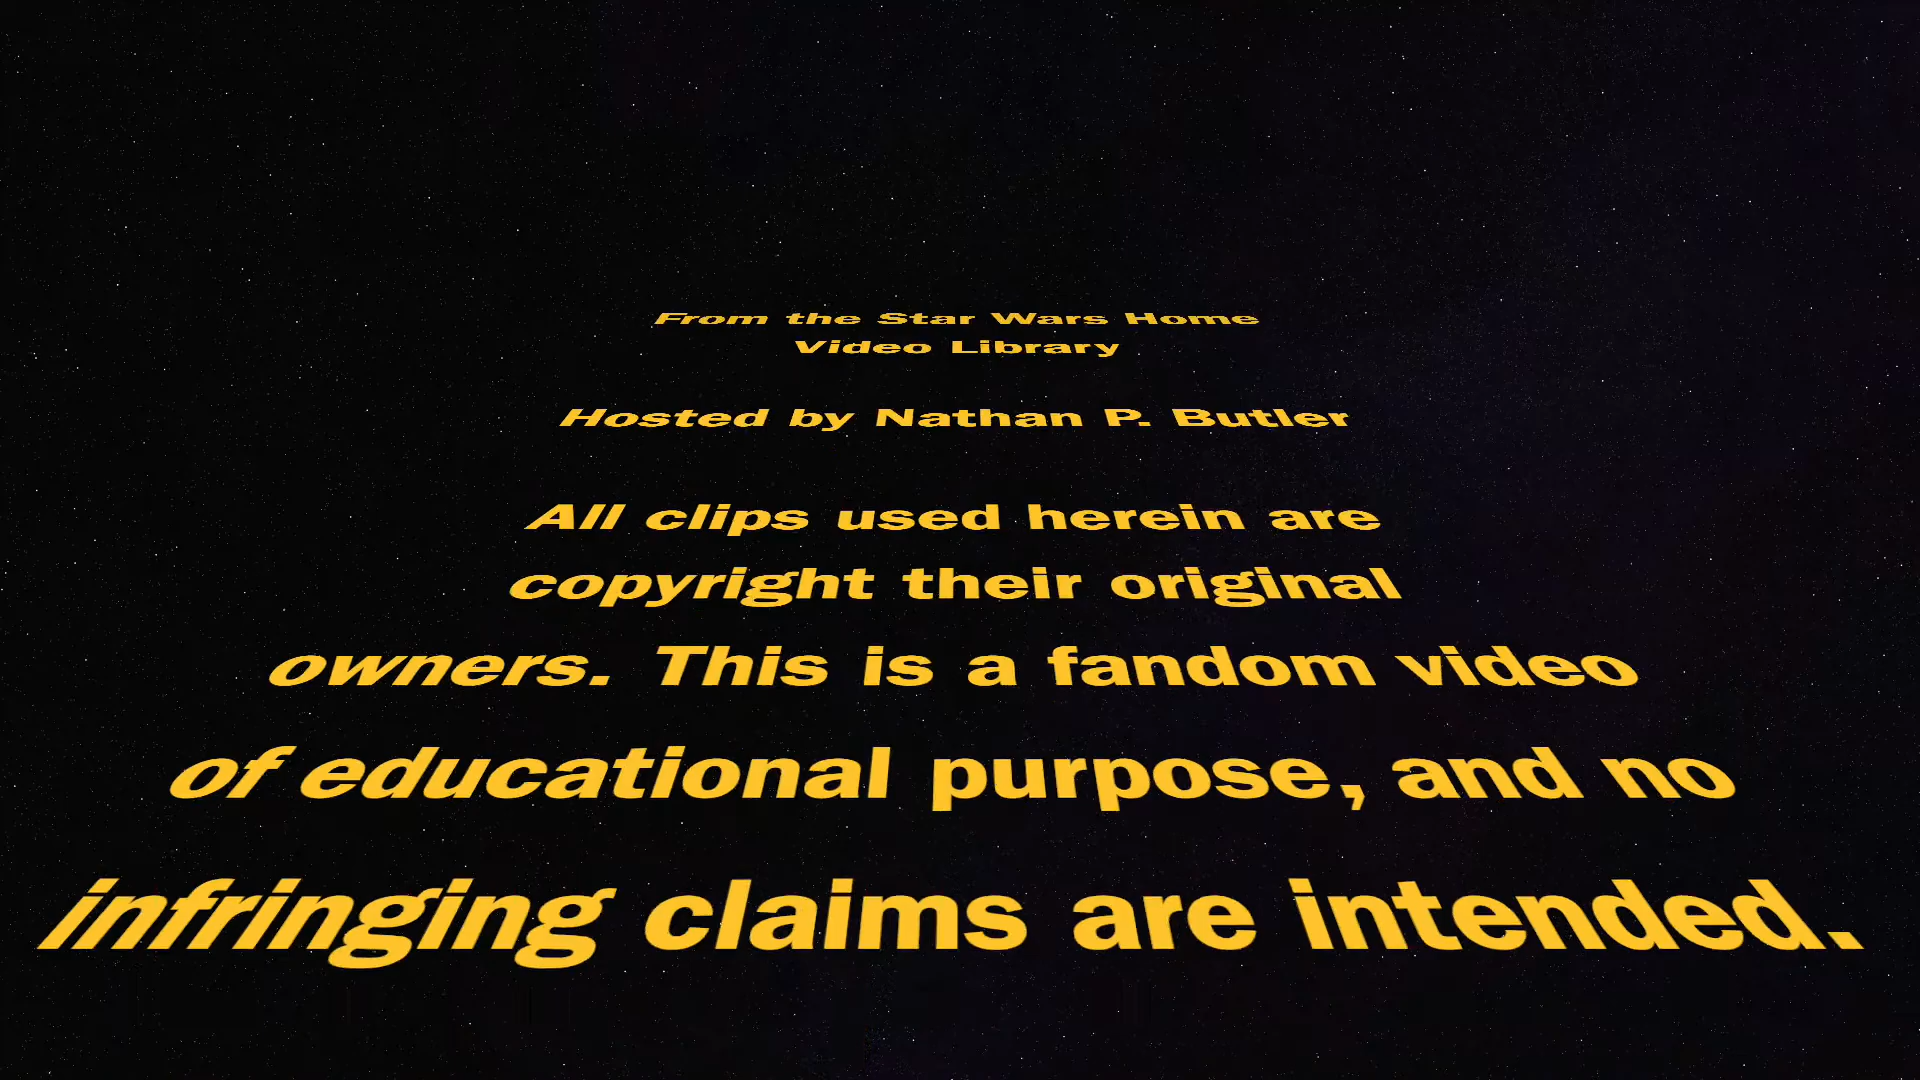 From the Star Wars Home
Video Library
Hosted by Nathan P. Butler
All clips used herein are
copyright their original
owners. This is a fandom video
of educational purpose, and no
infringing claims are intended.